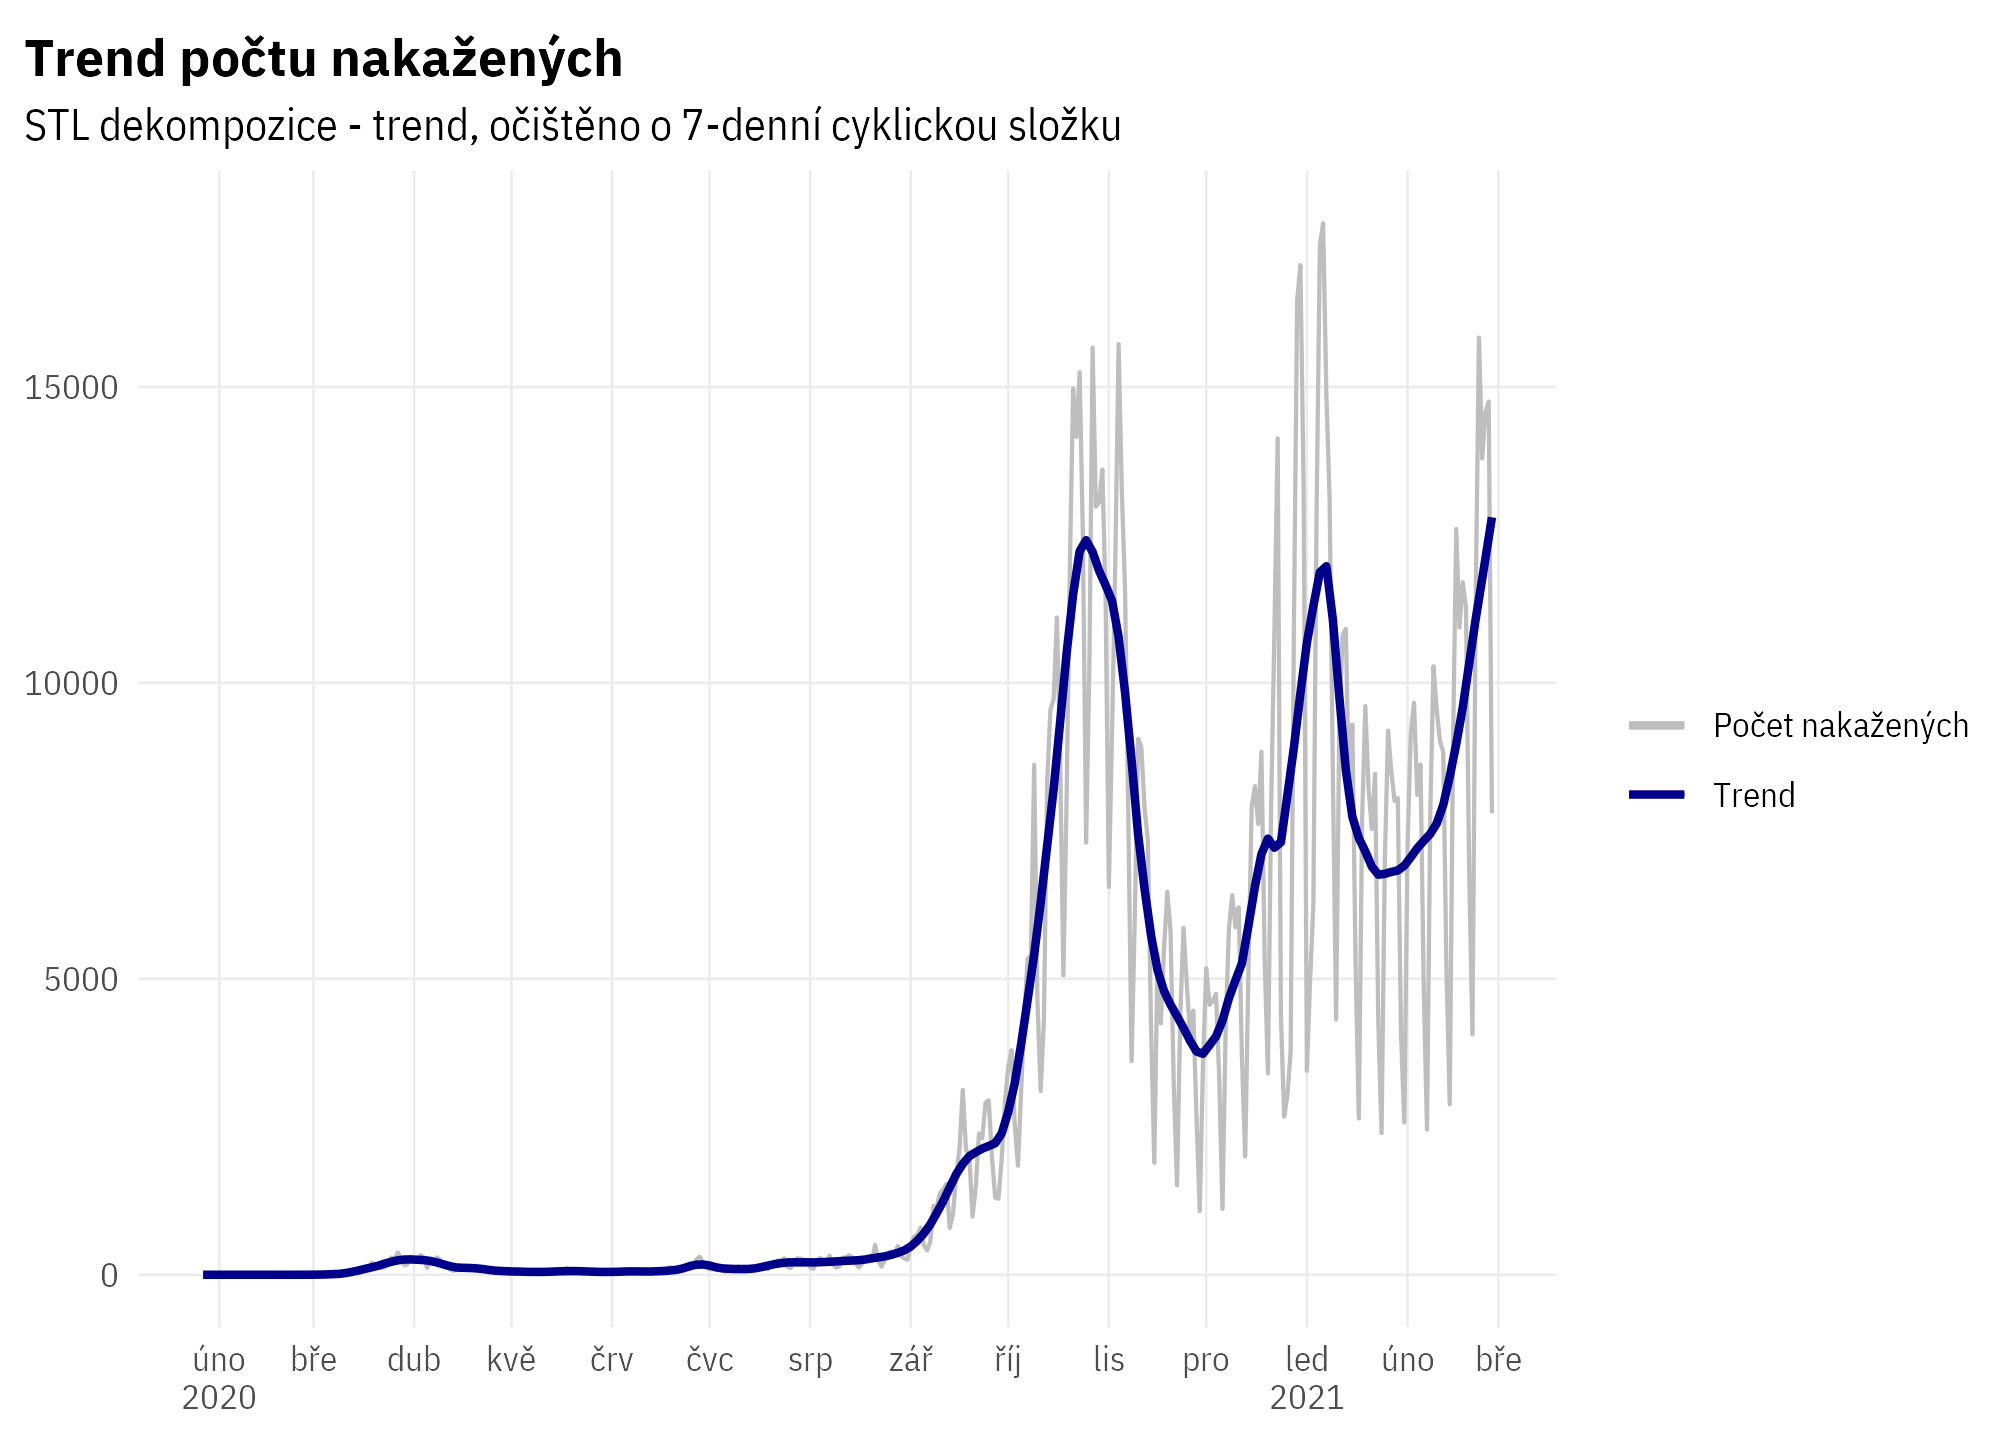 Trend počtu nakažených
STL dekompozice - trend, očištěno o 7-denní cyklickou složku
15000
10000
5000
0
úno bře dub kvě črv čvc srp zář říj lis pro led úno bře
2020 2021
Počet nakažených
Trend